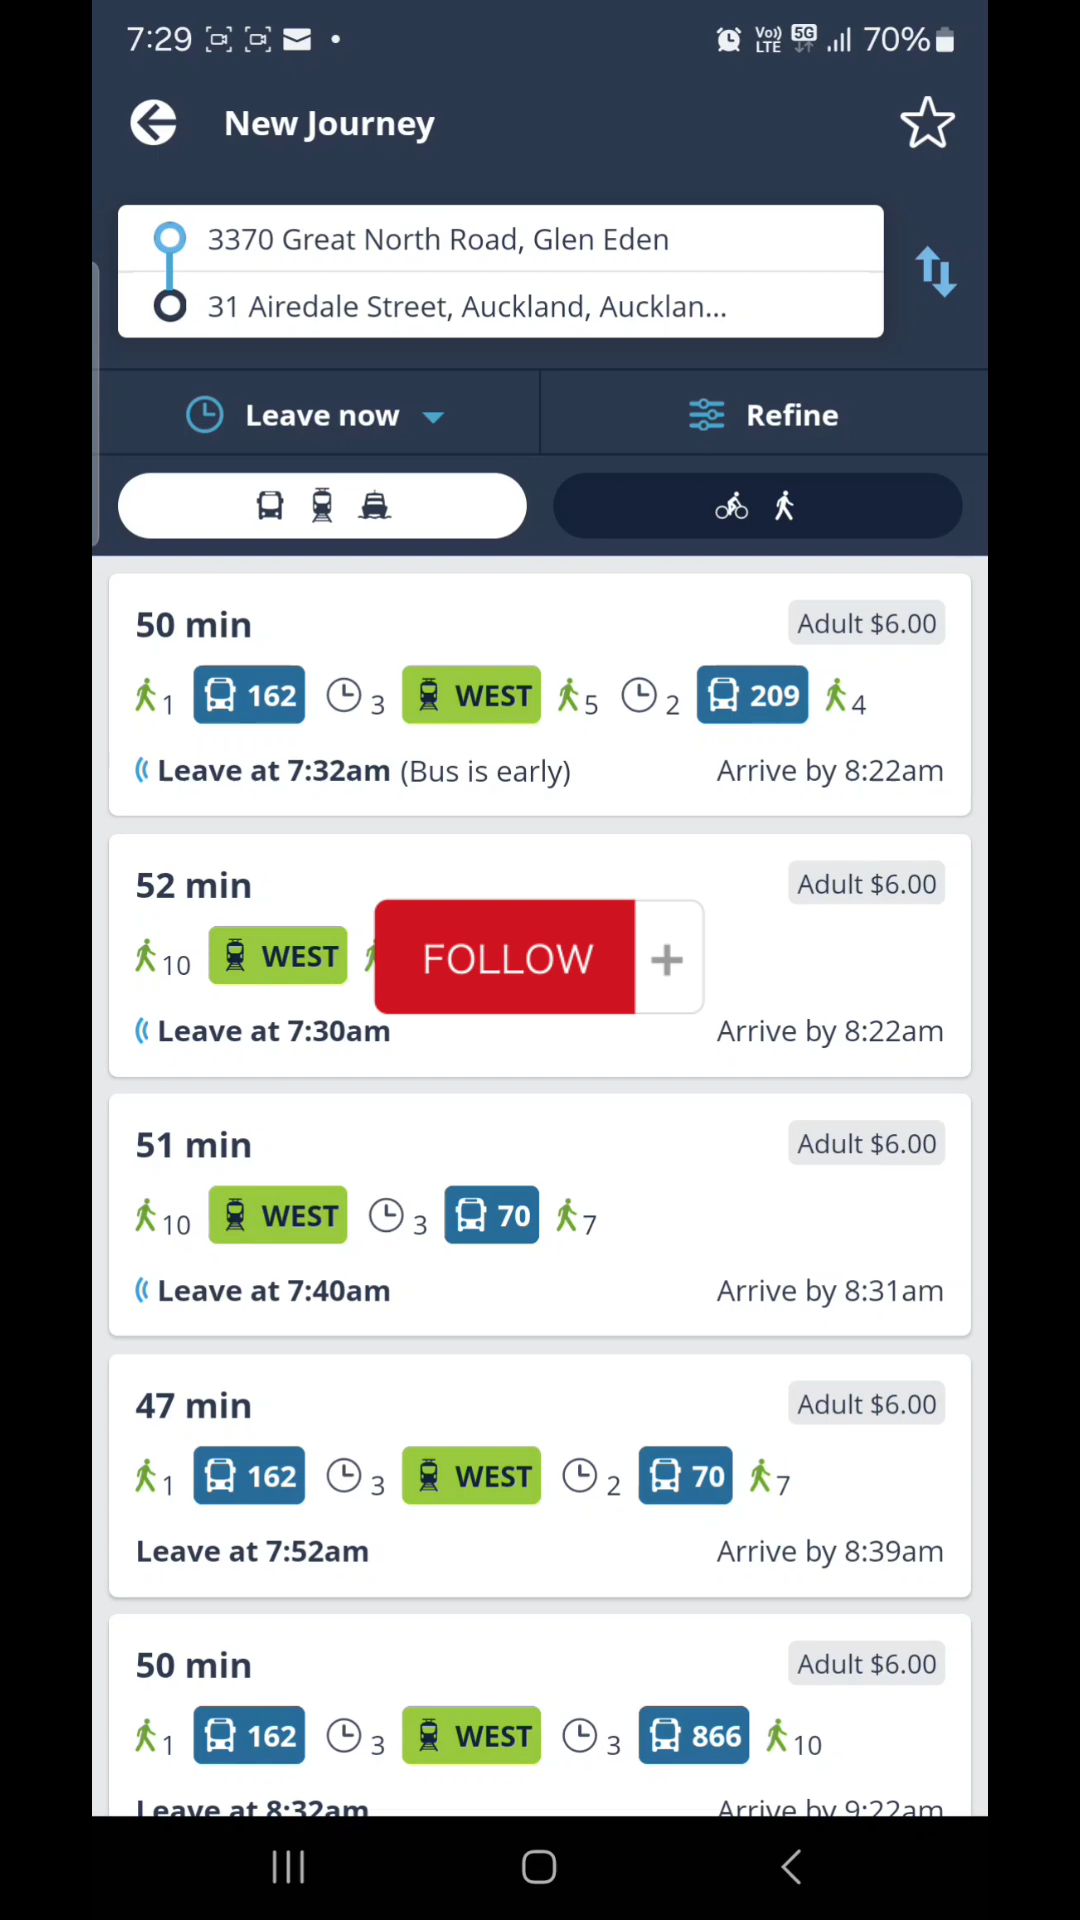 7:29 Vo)) LTE 5G 70%
New Journey
3370 Great North Road, Glen Eden
31 Airedale Street, Auckland, Aucklan...
Leave now Refine
50 min Adult $6.00
1 162 3 WEST 5 2 209 4
Leave at 7:32am (Bus is early) Arrive by 8:22am
52 min Adult $6.00
10 WEST FOLLOW +
Leave at 7:30am Arrive by 8:22am
51 min Adult $6.00
10 WEST 3 70 7
Leave at 7:40am Arrive by 8:31am
47 min Adult $6.00
1 162 3 WEST 2 70 7
Leave at 7:52am Arrive by 8:39am
50 min Adult $6.00
1 162 3 WEST 3 866 10
Leave at 8:32am Arrive by 9:22am